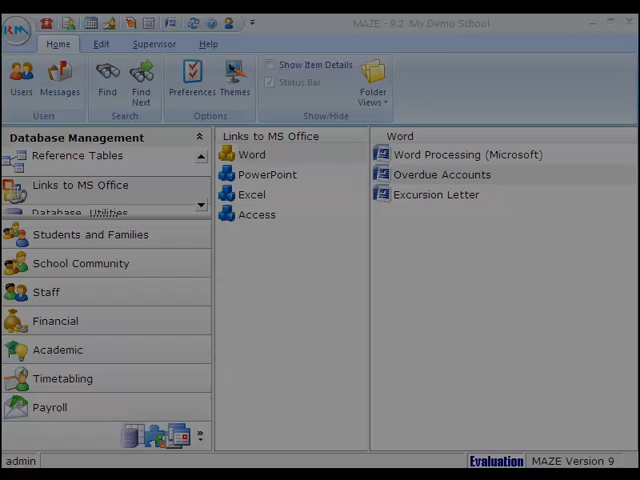 RM
MAZE - 9.2 :My Demo School
Home
Edit
Supervisor
Help
Users
Messages
Find
Find Next
Preferences
Themes
Show Item Details
Status Bar
Folder Views
Users
Search
Options
Show/Hide
Database Management
Reference Tables
Links to MS Office
Database Utilities
Students and Families
School Community
Staff
Financial
Academic
Timetabling
Payroll
Links to MS Office
Word
PowerPoint
Excel
Access
Word
Word Processing (Microsoft)
Overdue Accounts
Excursion Letter
admin
Evaluation
MAZE Version 9